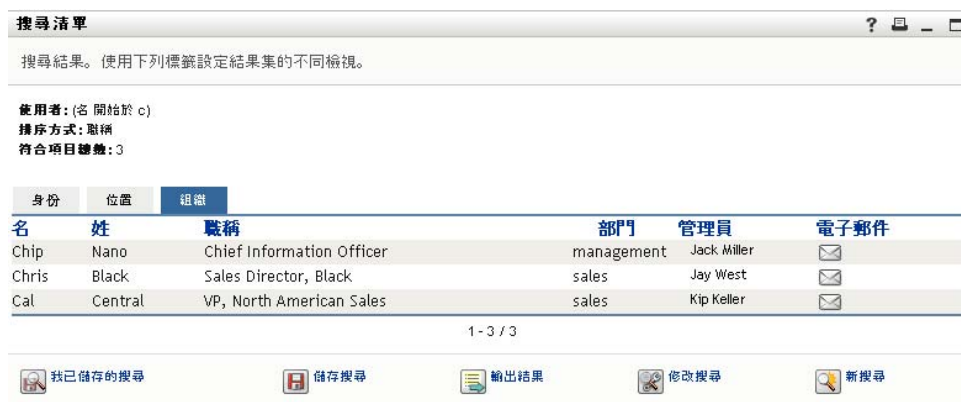 搜尋清單 ?
搜尋結果。使用下列標籤設定結果集的不同檢視。
使用者: (名 開始於 c)
排序方式: 職稱
符合項目總數: 3
身份 位置 組織
名 姓 職稱 部門 管理員 電子郵件
Chip Nano Chief Information Officer management Jack Miller
Chris Black Sales Director, Black sales Jay West
Cal Central VP, North American Sales sales Kip Keller
1 - 3 / 3
我已儲存的搜尋 儲存搜尋 輸出結果 修改搜尋 新搜尋